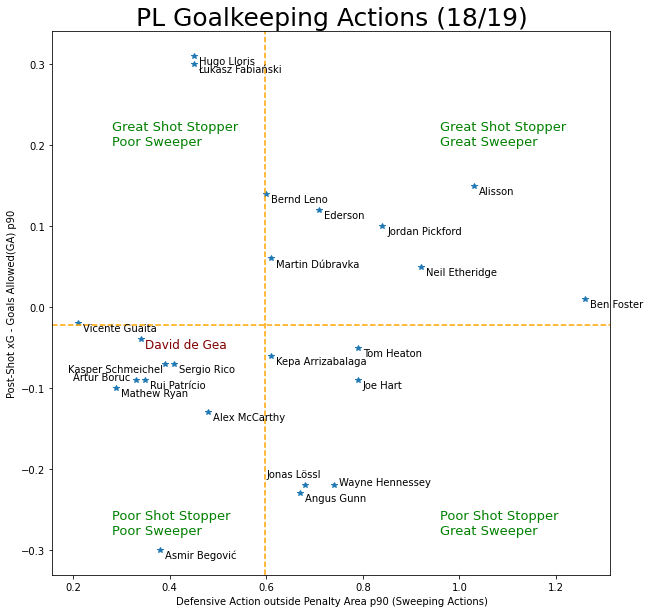 PL Goalkeeping Actions (18/19)
Hugo Lloris
Łukasz Fabiański
Great Shot Stopper
Poor Sweeper
Great Shot Stopper
Great Sweeper
Bernd Leno
Alisson
Ederson
Jordan Pickford
Martin Dúbravka
Neil Etheridge
Ben Foster
Vicente Guaita
David de Gea
Tom Heaton
Kepa Arrizabalaga
Kasper Schmeichel
Sergio Rico
Artur Boruc
Rui Patrício
Joe Hart
Mathew Ryan
Alex McCarthy
Jonas Lössl
Wayne Hennessey
Angus Gunn
Poor Shot Stopper
Poor Sweeper
Poor Shot Stopper
Great Sweeper
Asmir Begović
0.3
0.2
0.1
0.0
−0.1
−0.2
−0.3
Post-Shot xG - Goals Allowed(GA) p90
0.2 0.4 0.6 0.8 1.0 1.2
Defensive Action outside Penalty Area p90 (Sweeping Actions)